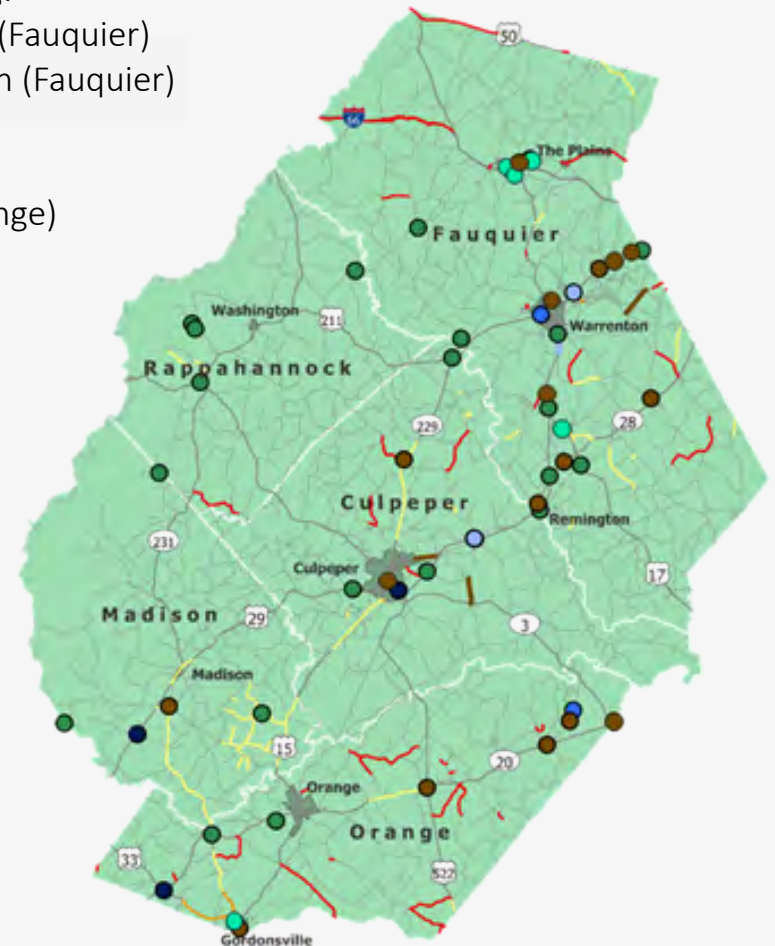 (Fauquier)
n (Fauquier)
nge)
50
66
The Plains
Fauquier
Washington
211
Warrenton
Rappahannock
229
28
Culpeper
Remington
231
Culpeper
17
Madison
29
3
Madison
15
20
Orange
Orange
33
522
Gordonsville